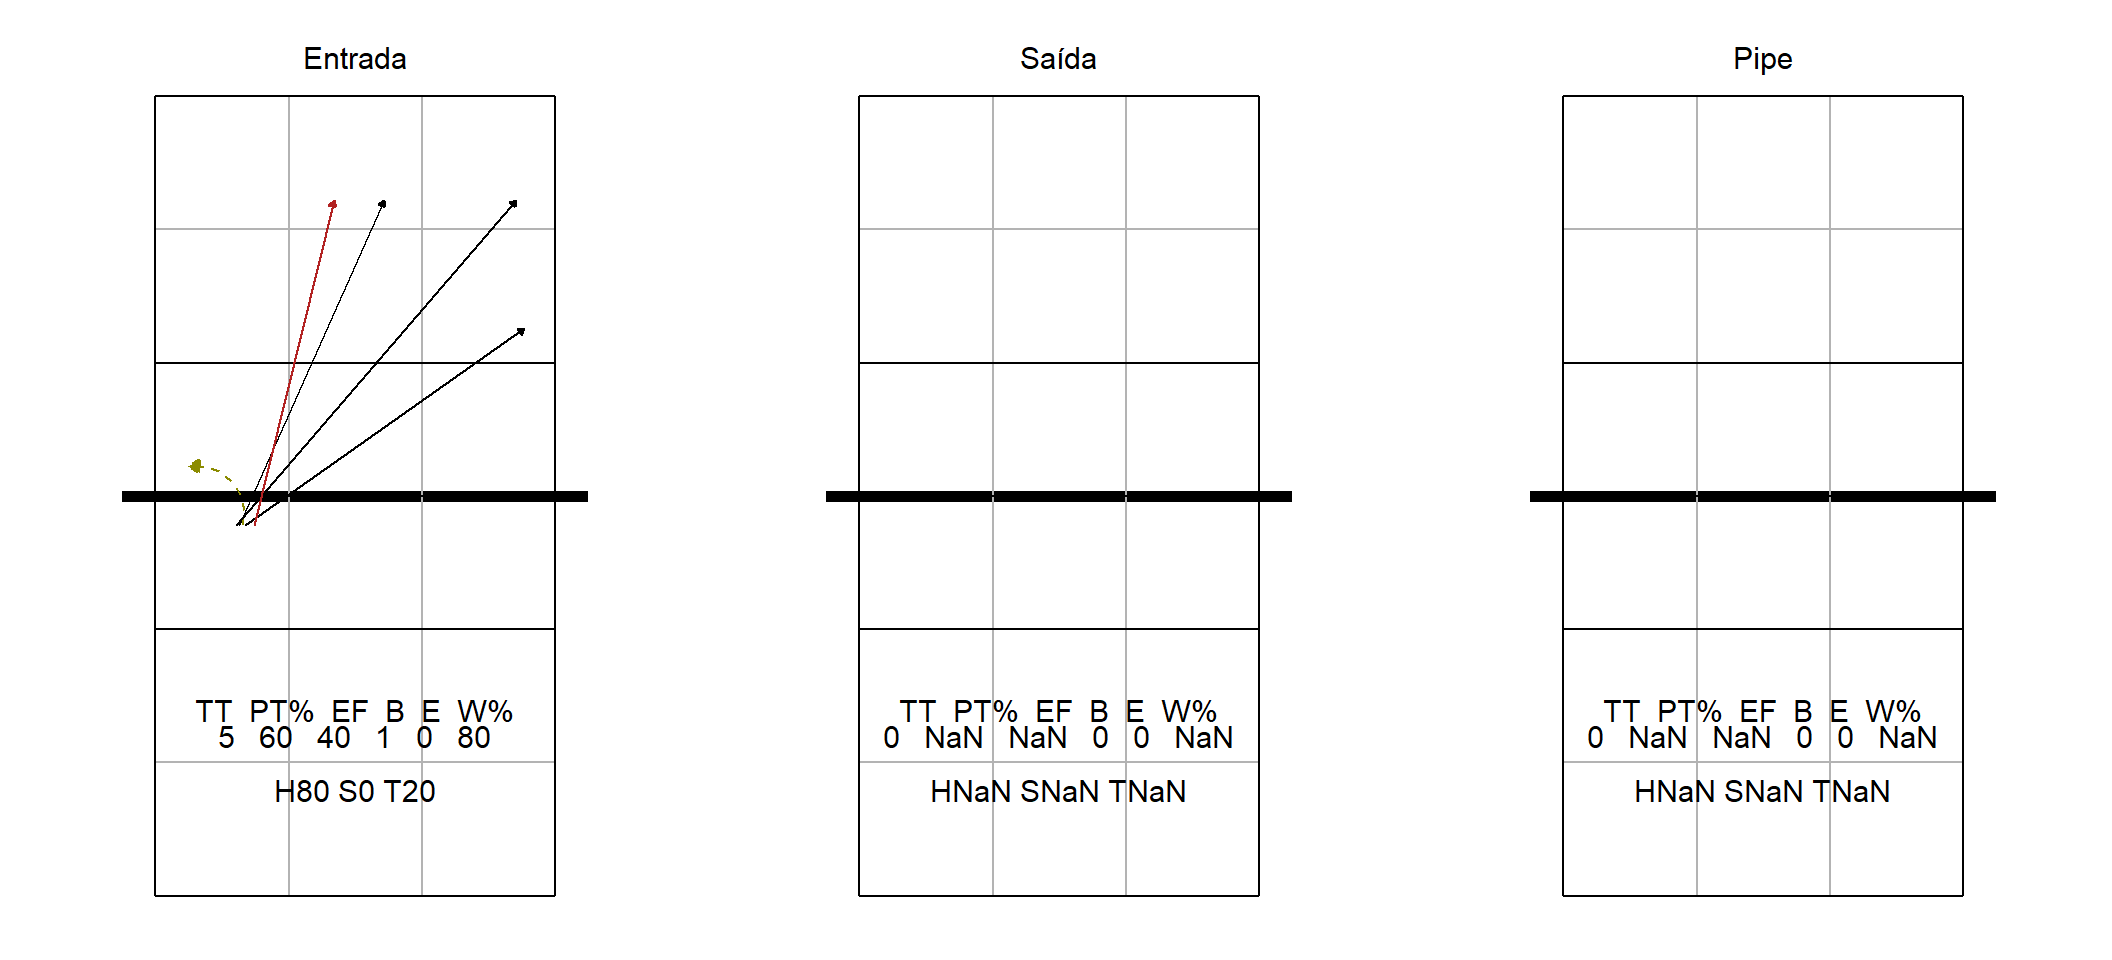 Entrada
TT PT% EF B E W%
5 60 40 1 0 80
H80 S0 T20
Saída
TT PT% EF B E W%
0 NaN NaN 0 0 NaN
HNaN SNaN TNaN
Pipe
TT PT% EF B E W%
0 NaN NaN 0 0 NaN
HNaN SNaN TNaN